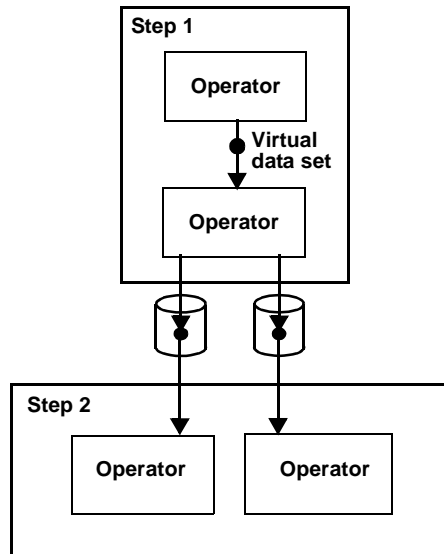 Step 1
Operator
Virtual
data set
Operator
Step 2
Operator
Operator